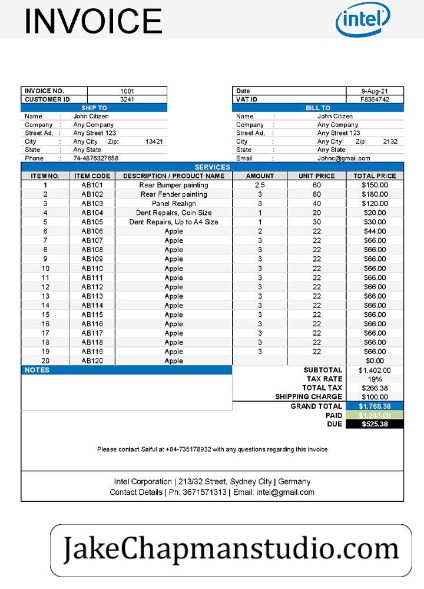 INVOICE
intel
INVOICE NO. 1001
CUSTOMER ID 3241
Date 9-Aug-21
VAT ID F8364742
SHIP TO
Name : John Citizen
Company : Any Company
Street Ad. : Any Street 123
City : Any City Zip: 13421
State : Any State
Phone : 74-4876327658
BILL TO
Name : John Citizen
Company : Any Company
Street Ad. : Any Street 123
City : Any City Zip: 2132
State : Any State
Email : Johnc@gmai.com
SERVICES
ITEM NO. ITEM CODE DESCRIPTION / PRODUCT NAME AMOUNT UNIT PRICE TOTAL PRICE
1 AB101 Rear Bumper painting 2.5 60 $150.00
2 AB102 Rear Fender painting 3 60 $180.00
3 AB103 Panel Realign 3 40 $120.00
4 AB104 Dent Repairs, Coin Size 1 20 $20.00
5 AB105 Dent Repairs, Up to A4 Size 1 30 $30.00
6 AB106 Apple 2 22 $44.00
7 AB107 Apple 3 22 $66.00
8 AB108 Apple 3 22 $66.00
9 AB109 Apple 3 22 $66.00
10 AB110 Apple 3 22 $66.00
11 AB111 Apple 3 22 $66.00
12 AB112 Apple 3 22 $66.00
13 AB113 Apple 3 22 $66.00
14 AB114 Apple 3 22 $66.00
15 AB115 Apple 3 22 $66.00
16 AB116 Apple 3 22 $66.00
17 AB117 Apple 3 22 $66.00
18 AB118 Apple 3 22 $66.00
19 AB119 Apple 3 22 $66.00
20 AB120 Apple $0.00
NOTES
SUBTOTAL $1,402.00
TAX RATE 19%
TOTAL TAX $266.38
SHIPPING CHARGE $100.00
GRAND TOTAL $1,768.38
PAID $1,243.00
DUE $525.38
Please contact Saiful at +84-735178932 with any questions regarding this invoice
Intel Corporation | 213/32 Street, Sydney City | Germany
Contact Details | Ph: 3671571313 | Email: intel@gmail.com
JakeChapmanstudio.com